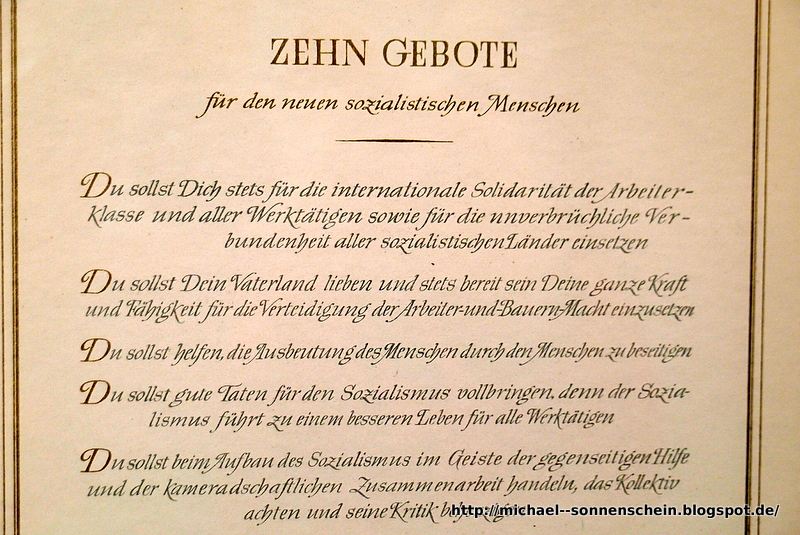 ZEHN GEBOTE
für den neuen sozialistischen Menschen
Du sollst Dich stets für die internationale Solidarität der Arbeiter-
klasse und aller Werktätigen sowie für die unverbrüchliche Ver-
bundenheit aller sozialistischen Länder einsetzen
Du sollst Dein Vaterland lieben und stets bereit sein Deine ganze Kraft
und Fähigkeit für die Verteidigung der Arbeiter-und-Bauern-Macht einzusetzen
Du sollst helfen, die Ausbeutung des Menschen durch den Menschen zu beseitigen
Du sollst gute Taten für den Sozialismus vollbringen, denn der Sozia-
lismus führt zu einem besseren Leben für alle Werktätigen
Du sollst beim Aufbau des Sozialismus im Geiste der gegenseitigen Hilfe
und der kameradschaftlichen Zusammenarbeit handeln, das Kollektiv
achten und seine Kritik
http://michael--sonnenschein.blogspot.de/